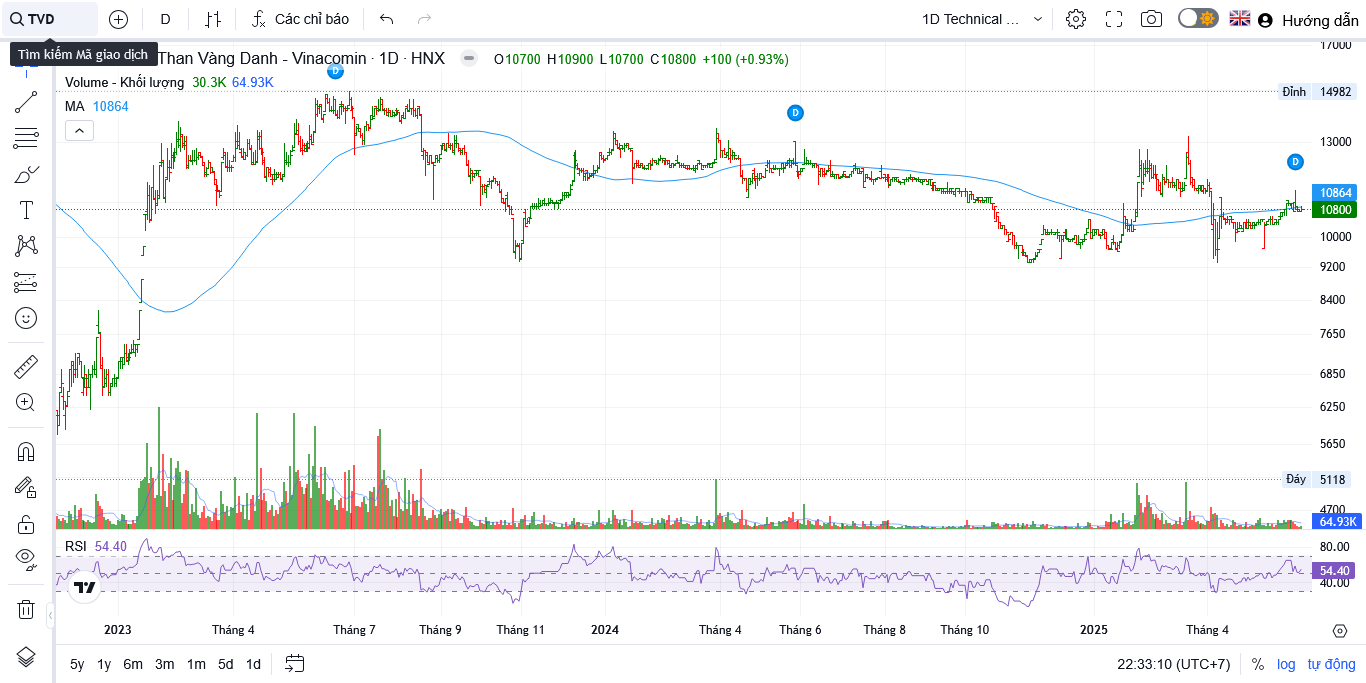 TVD
D
Các chỉ báo
1D Technical ...
Hướng dẫn
Tìm kiếm Mã giao dịch
Than Vàng Danh - Vinacomin · 1D · HNX
O10700 H10900 L10700 C10800 +100 (+0.93%)
Volume - Khối lượng 30.3K 64.93K
MA 10864
D
D
D
17000
Đỉnh 14982
13000
10864
10800
10000
9200
8400
7650
6850
6250
5650
Đáy 5118
4700
64.93K
RSI 54.40
80.00
54.40
40.00
2023
Tháng 4
Tháng 7
Tháng 9
Tháng 11
2024
Tháng 4
Tháng 6
Tháng 8
Tháng 10
2025
Tháng 4
5y 1y 6m 3m 1m 5d 1d
22:33:10 (UTC+7)
% log tự động